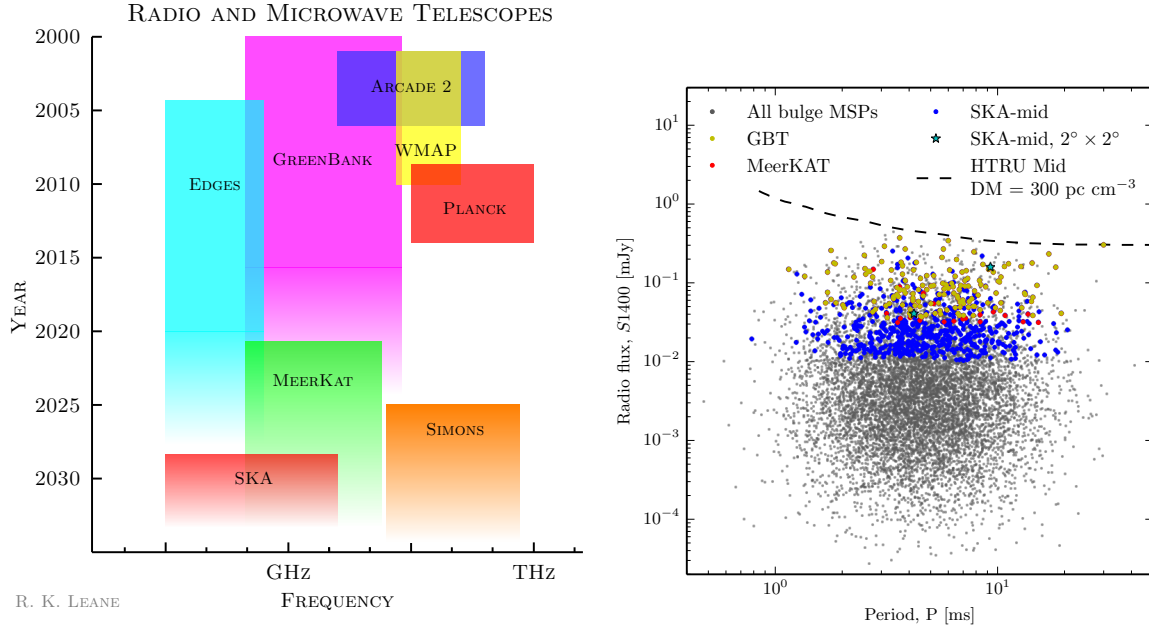 RADIO AND MICROWAVE TELESCOPES
2000
2005
2010
2015
2020
2025
2030
YEAR
ARCADE 2
GREENBANK
WMAP
EDGES
PLANCK
MEERKAT
SIMONS
SKA
GHz
THz
FREQUENCY
R. K. LEANE
All bulge MSPs
GBT
MeerKAT
SKA-mid
SKA-mid, 2° × 2°
HTRU Mid
DM = 300 pc cm⁻³
10¹
10⁰
10⁻¹
10⁻²
10⁻³
10⁻⁴
Radio flux, S1400 [mJy]
10⁰
10¹
Period, P [ms]